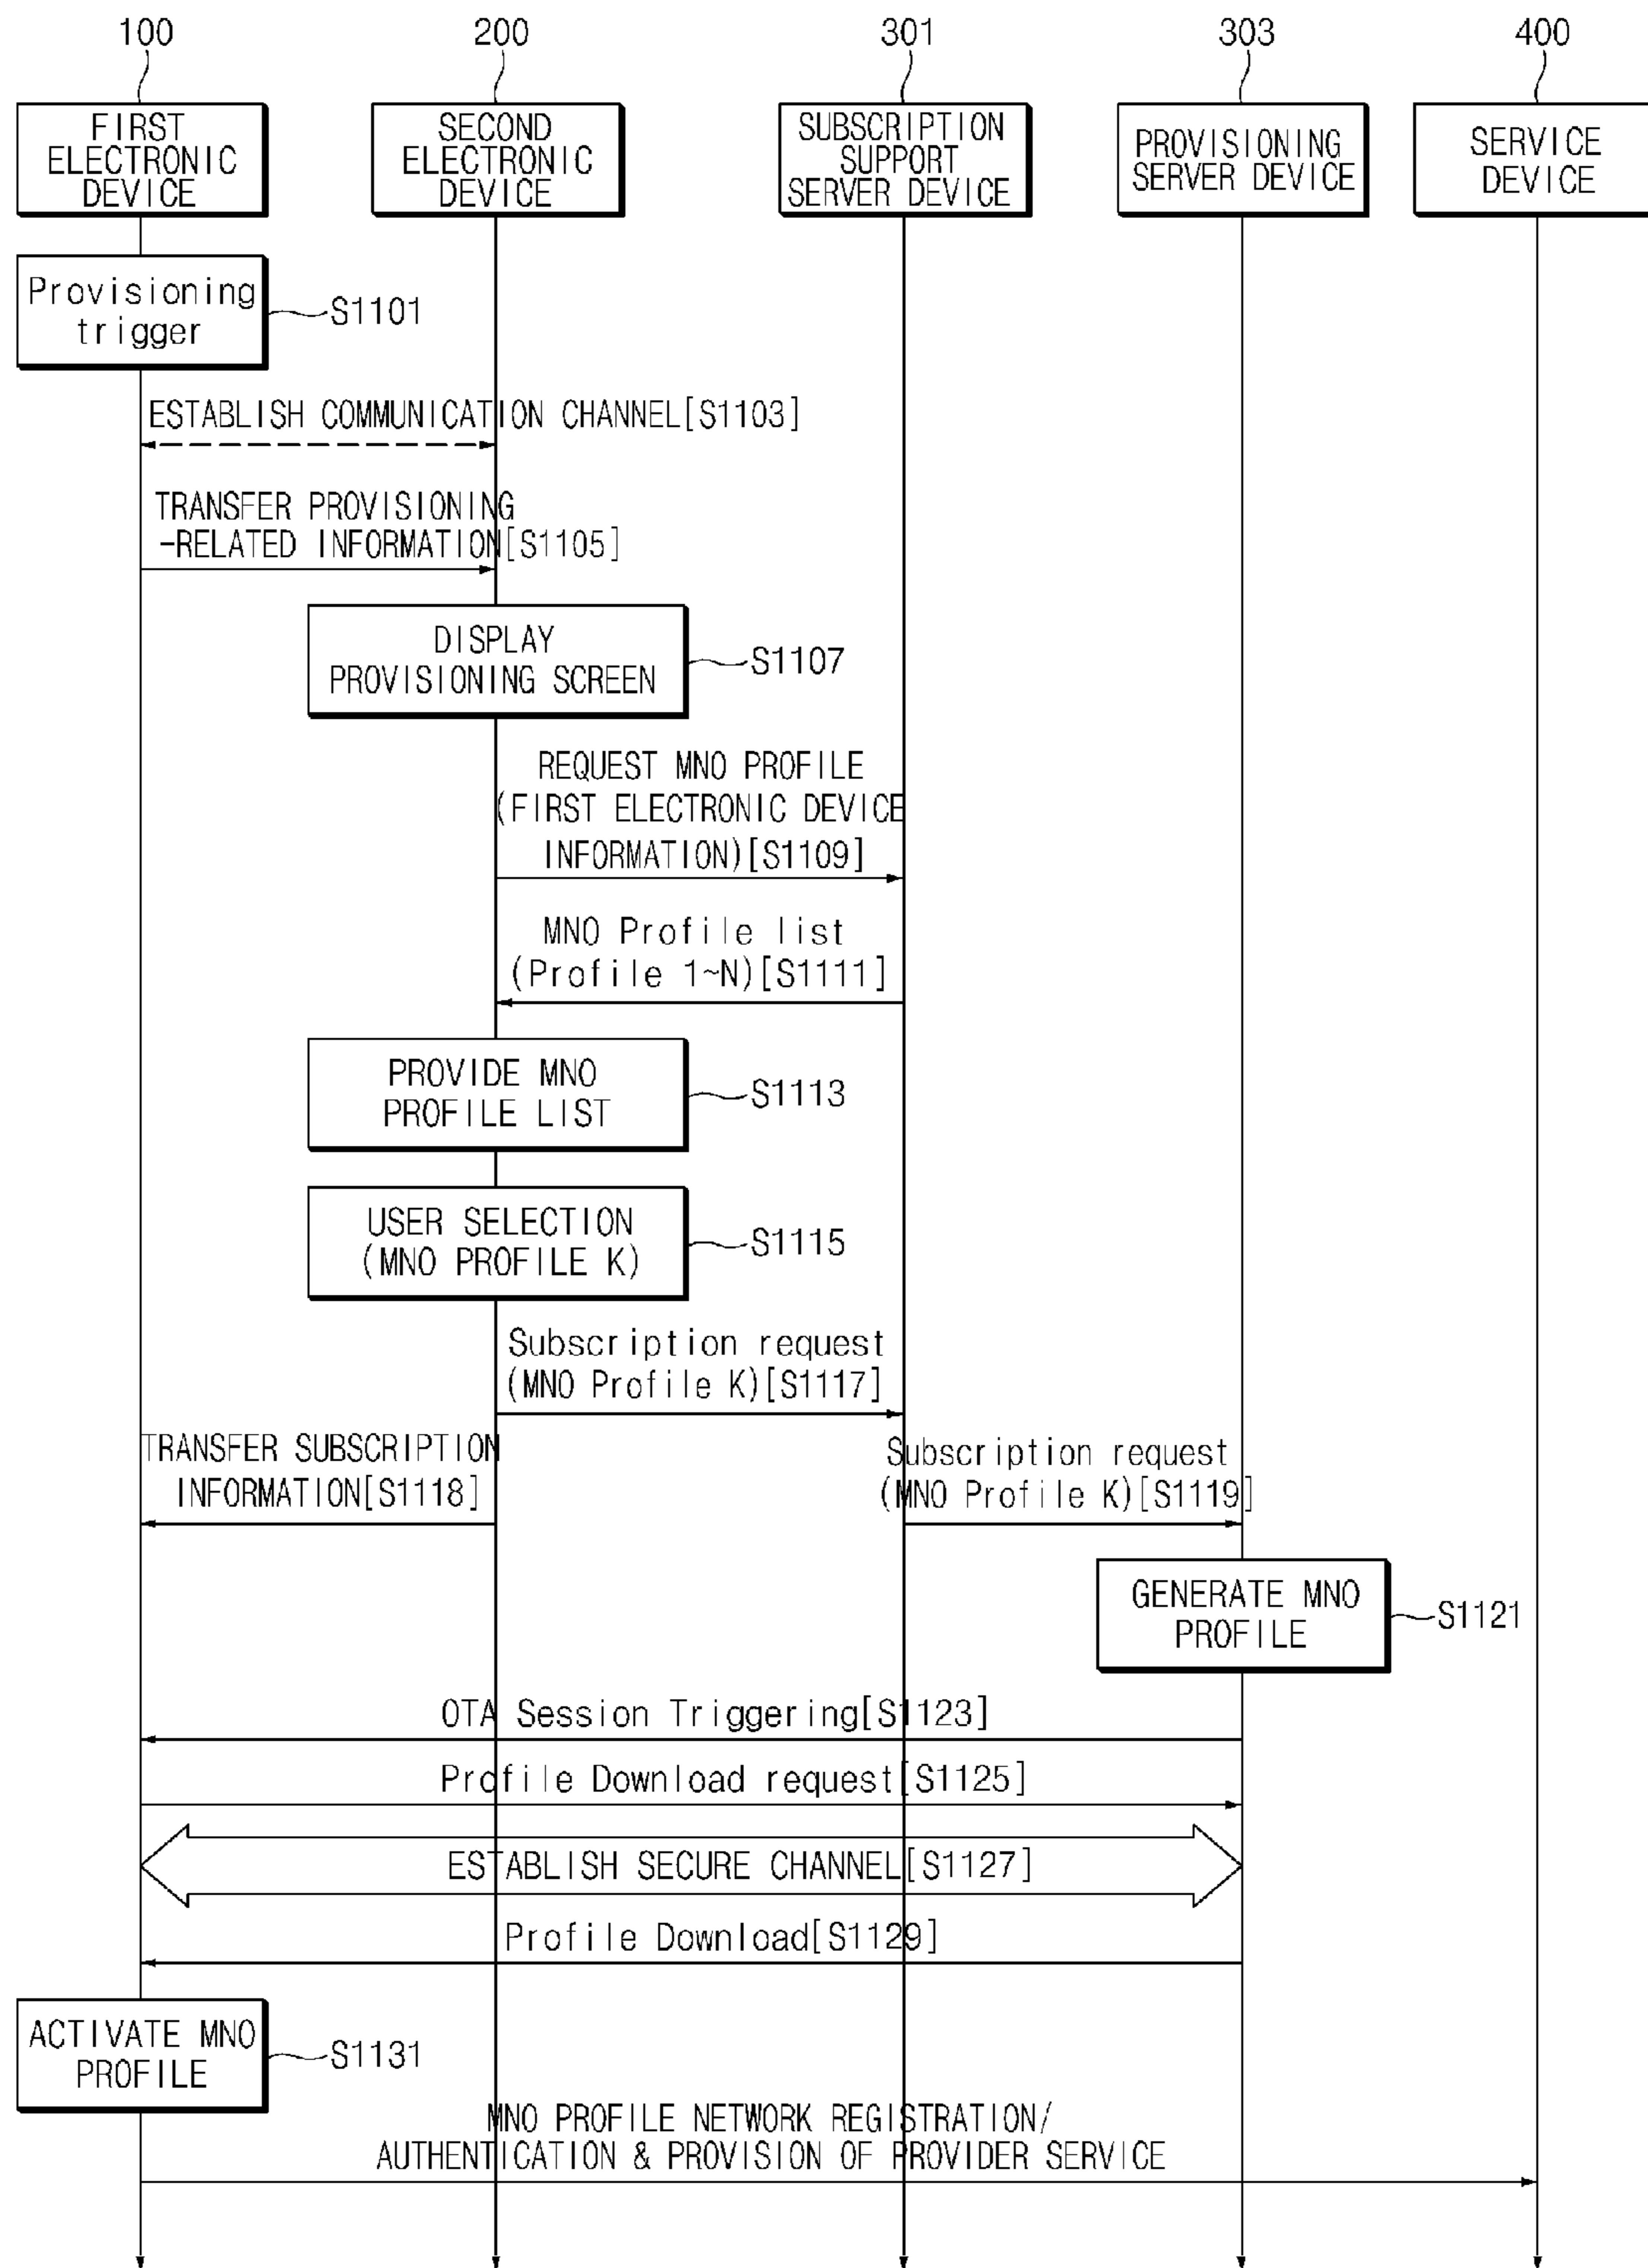 100
200
301
303
400
FIRST
ELECTRONIC
DEVICE
SECOND
ELECTRONIC
DEVICE
SUBSCRIPTION
SUPPORT
SERVER DEVICE
PROVISIONING
SERVER DEVICE
SERVICE
DEVICE
Provisioning
trigger
S1101
ESTABLISH COMMUNICATION CHANNEL[S1103]
TRANSFER PROVISIONING
-RELATED INFORMATION[S1105]
DISPLAY
PROVISIONING SCREEN
S1107
REQUEST MNO PROFILE
(FIRST ELECTRONIC DEVICE
INFORMATION)[S1109]
MNO Profile list
(Profile 1~N)[S1111]
PROVIDE MNO
PROFILE LIST
S1113
USER SELECTION
(MNO PROFILE K)
S1115
Subscription request
(MNO Profile K)[S1117]
TRANSFER SUBSCRIPTION
INFORMATION[S1118]
Subscription request
(MNO Profile K)[S1119]
GENERATE MNO
PROFILE
S1121
OTA Session Triggering[S1123]
Profile Download request[S1125]
ESTABLISH SECURE CHANNEL[S1127]
Profile Download[S1129]
ACTIVATE MNO
PROFILE
S1131
MNO PROFILE NETWORK REGISTRATION/
AUTHENTICATION & PROVISION OF PROVIDER SERVICE